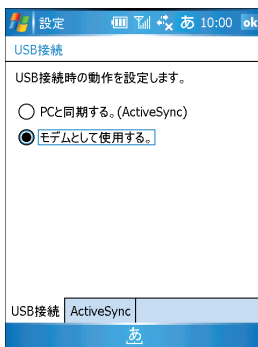 設定 あ 10:00 ok
USB接続
USB接続時の動作を設定します。
PCと同期する。(ActiveSync)
モデムとして使用する。
USB接続 ActiveSync
あ